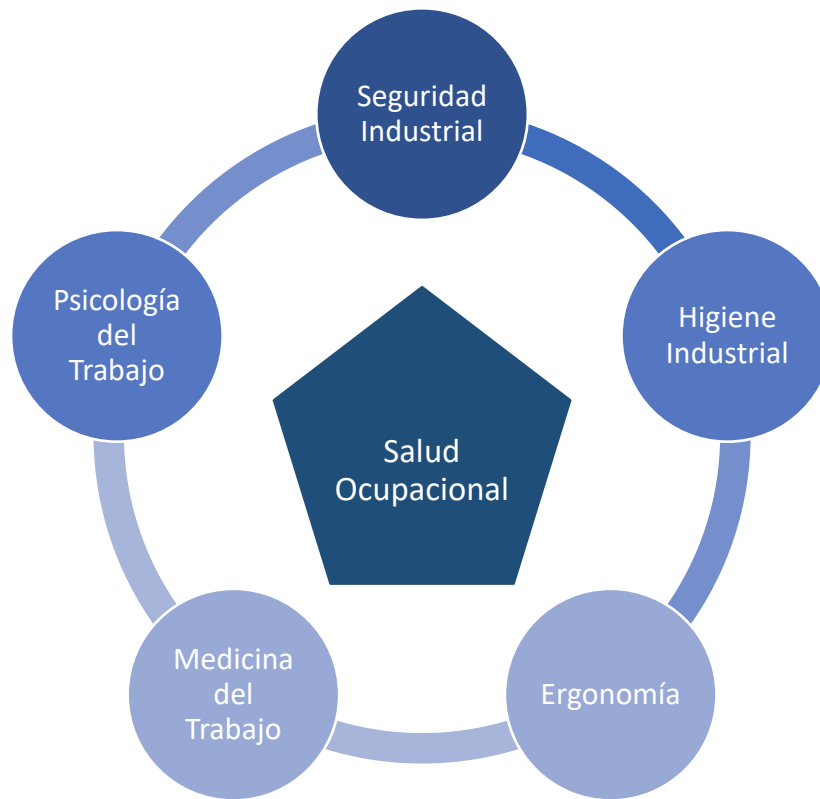 Seguridad
Industrial
Higiene
Industrial
Ergonomía
Medicina
del
Trabajo
Psicología
del
Trabajo
Salud
Ocupacional